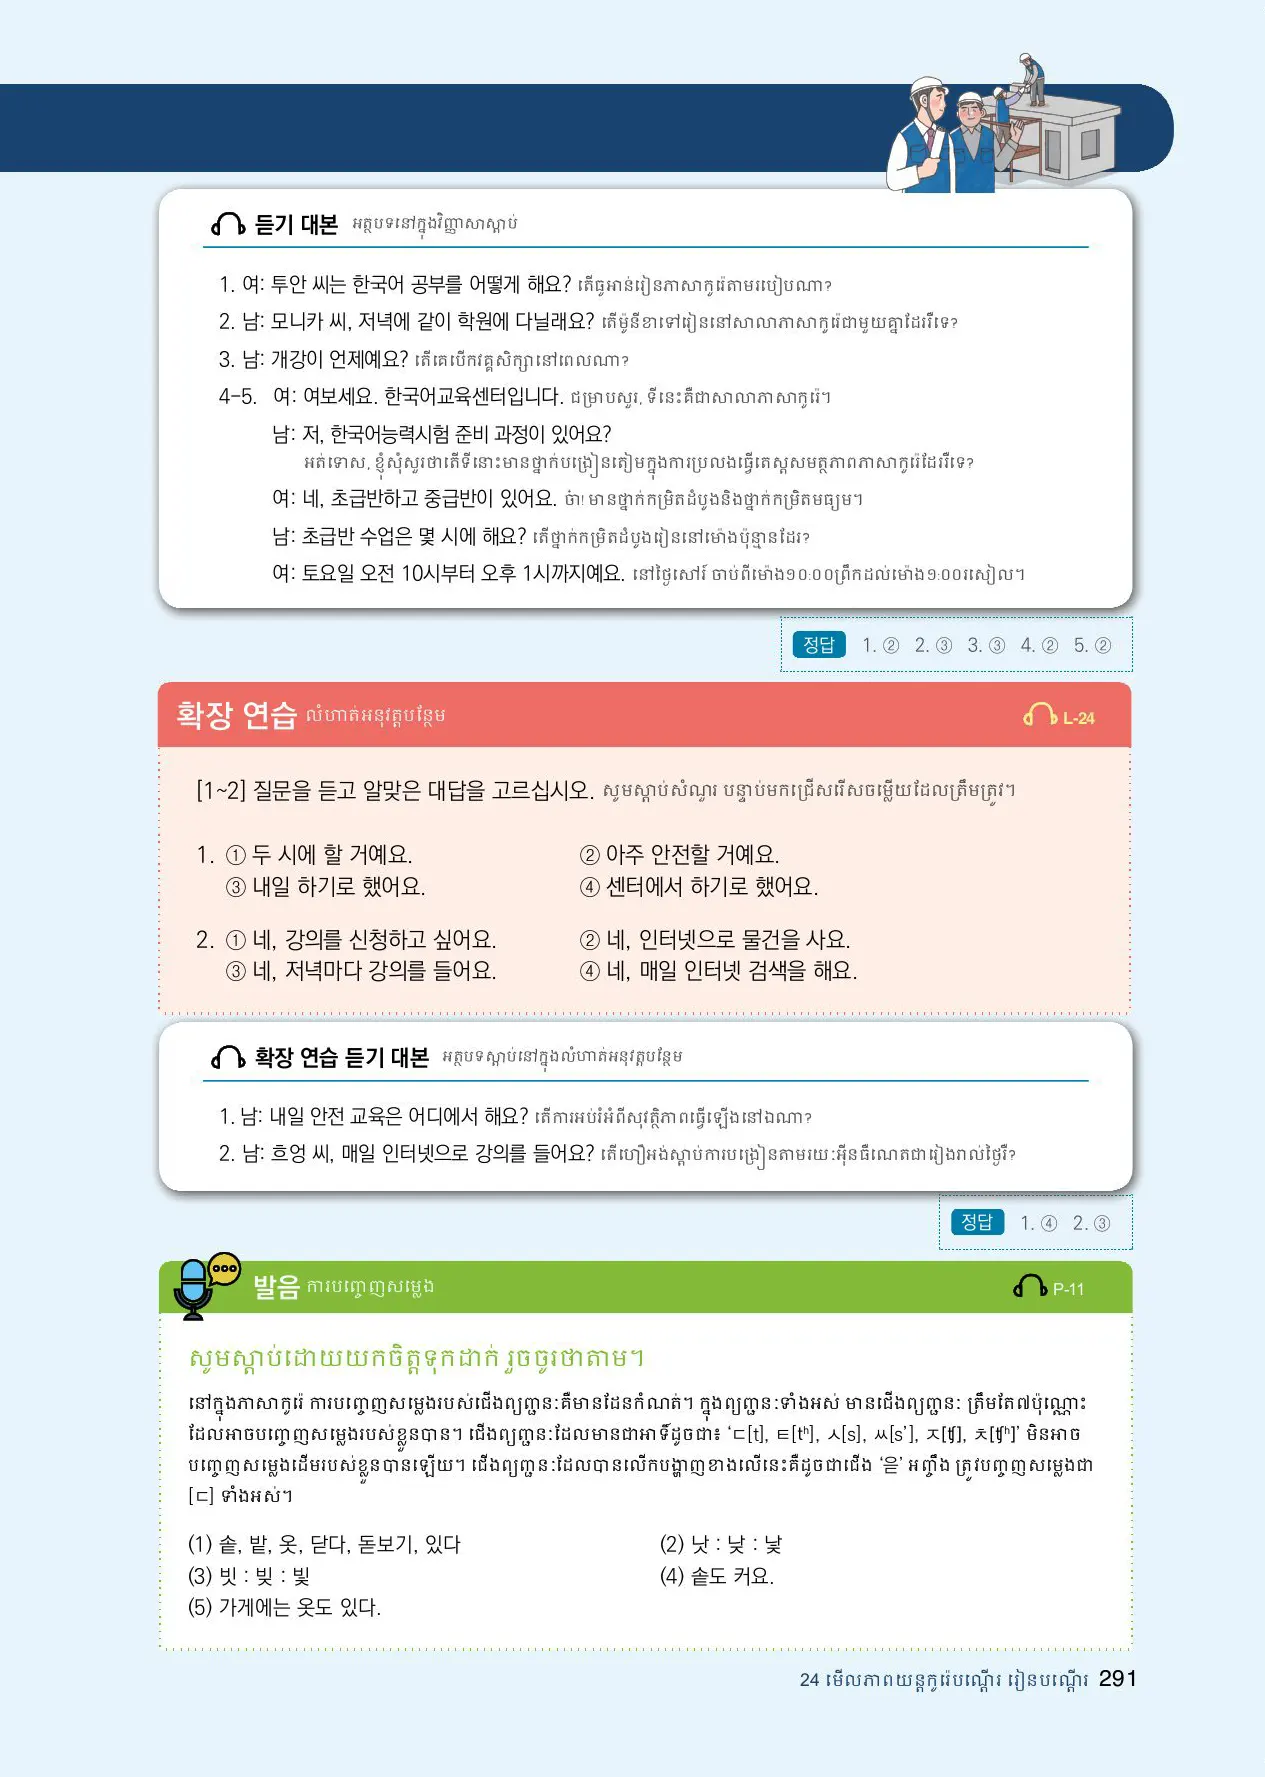 듣기 대본 អត្ថបទនៅក្នុងវិញ្ញាសាស្តាប់
1. 여: 투안 씨는 한국어 공부를 어떻게 해요? តើធូអាន់រៀនភាសាកូរ៉េតាមរបៀបណា?
2. 남: 모니카 씨, 저녁에 같이 학원에 다닐래요? តើម៉ូនីខាទៅរៀននៅសាលាភាសាកូរ៉េជាមួយគ្នាដែររឺទេ?
3. 남: 개강이 언제예요? តើគេបើកវគ្គសិក្សានៅពេលណា?
4-5. 여: 여보세요. 한국어교육센터입니다. ជម្រាបសួរ, ទីនេះគឺជាសាលាភាសាកូរ៉េ។
남: 저, 한국어능력시험 준비 과정이 있어요?
អត់ទោស, ខ្ញុំសុំសួរថាតើទីនោះមានថ្នាក់បង្រៀនត្រៀមក្នុងការប្រលងធ្វើតេស្តសមត្ថភាពភាសាកូរ៉េដែររឺទេ?
여: 네, 초급반하고 중급반이 있어요. ចា៎! មានថ្នាក់កម្រិតដំបូងនិងថ្នាក់កម្រិតមធ្យម។
남: 초급반 수업은 몇 시에 해요? តើថ្នាក់កម្រិតដំបូងរៀននៅម៉ោងប៉ុន្មានដែរ?
여: 토요일 오전 10시부터 오후 1시까지예요. នៅថ្ងៃសៅរ៍ ចាប់ពីម៉ោង១០:០០ព្រឹកដល់ម៉ោង១:០០រសៀល។
정답 1. ② 2. ③ 3. ③ 4. ② 5. ②
확장 연습 លំហាត់អនុវត្តបន្ថែម L-24
[1~2] 질문을 듣고 알맞은 대답을 고르십시오. សូមស្តាប់សំណួរ បន្ទាប់មកជ្រើសរើសចម្លើយដែលត្រឹមត្រូវ។
1. ① 두 시에 할 거예요. ② 아주 안전할 거예요.
③ 내일 하기로 했어요. ④ 센터에서 하기로 했어요.
2. ① 네, 강의를 신청하고 싶어요. ② 네, 인터넷으로 물건을 사요.
③ 네, 저녁마다 강의를 들어요. ④ 네, 매일 인터넷 검색을 해요.
확장 연습 듣기 대본 អត្ថបទស្តាប់នៅក្នុងលំហាត់អនុវត្តបន្ថែម
1. 남: 내일 안전 교육은 어디에서 해요? តើការអប់រំអំពីសុវត្ថិភាពធ្វើឡើងនៅឯណា?
2. 남: 흐엉 씨, 매일 인터넷으로 강의를 들어요? តើហឿអង់ស្តាប់ការបង្រៀនតាមរយៈអ៊ីនធឺណេតជារៀងរាល់ថ្ងៃរឺ?
정답 1. ④ 2. ③
발음 ការបញ្ចេញសម្លេង P-11
សូមស្តាប់ដោយយកចិត្តទុកដាក់ រួចចូរថាតាម។
នៅក្នុងភាសាកូរ៉េ ការបញ្ចេញសម្លេងរបស់ជើងព្យញ្ជនៈគឺមានដែនកំណត់។ ក្នុងព្យញ្ជនៈទាំងអស់ មានជើងព្យញ្ជនៈ ត្រឹមតែ៧ប៉ុណ្ណោះ
ដែលអាចបញ្ចេញសម្លេងរបស់ខ្លួនបាន។ ជើងព្យញ្ជនៈដែលមានជាអាទិ៍ដូចជា៖ ‘ㄷ[t], ㅌ[tʰ], ㅅ[s], ㅆ[s’], ㅈ[ʧ], ㅊ[ʧʰ]’ មិនអាច
បញ្ចេញសម្លេងដើមរបស់ខ្លួនបានឡើយ។ ជើងព្យញ្ជនៈដែលបានលើកបង្ហាញខាងលើនេះគឺដូចជាជើង ‘읃’ អញ្ចឹង ត្រូវបញ្ចេញសម្លេងជា
[ㄷ] ទាំងអស់។
(1) 솥, 밭, 옷, 닫다, 돋보기, 있다 (2) 낫 : 낮 : 낯
(3) 빗 : 빚 : 빛 (4) 솥도 커요.
(5) 가게에는 옷도 있다.
24 មើលភាពយន្តកូរ៉េបណ្តើរ រៀនបណ្តើរ 291